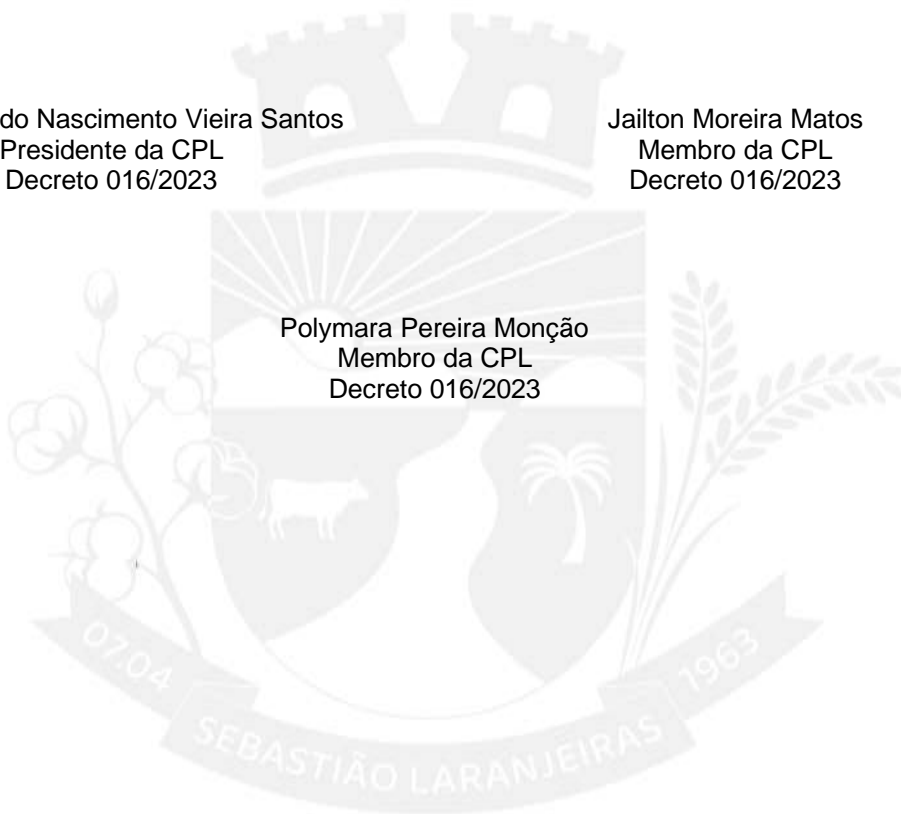 do Nascimento Vieira Santos
Presidente da CPL
Decreto 016/2023
Jailton Moreira Matos
Membro da CPL
Decreto 016/2023
Polymara Pereira Monção
Membro da CPL
Decreto 016/2023
07.04
SEBASTIÃO LARANJEIRAS
1963